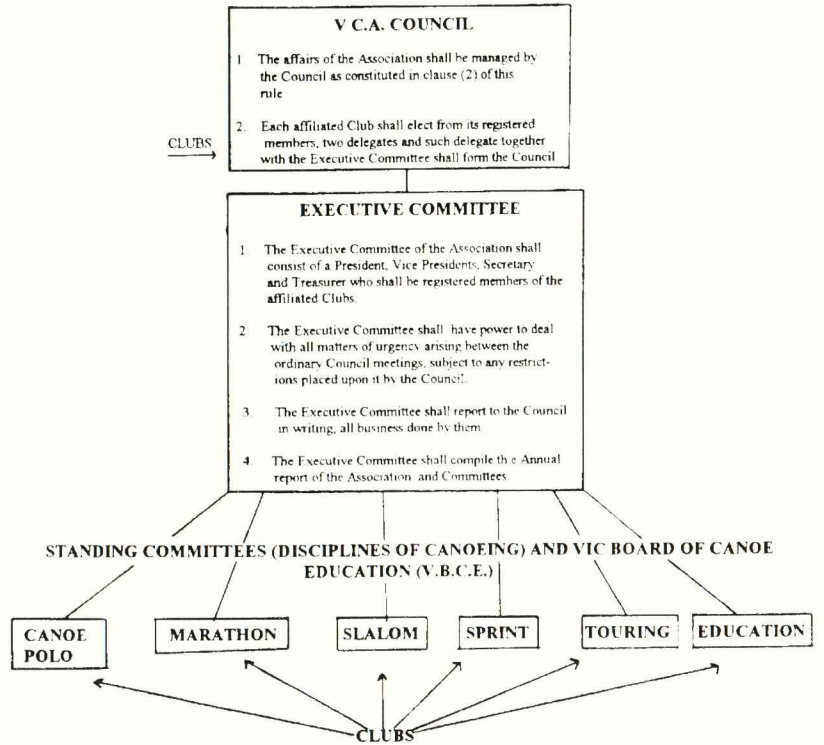 V C.A. COUNCIL
1 The affairs of the Association shall be managed by
the Council as constituted in clause (2) of this
rule
2. Each affiliated Club shall elect from its registered
members, two delegates and such delegate together
with the Executive Committee shall form the Council
CLUBS
EXECUTIVE COMMITTEE
1. The Executive Committee of the Association shall
consist of a President, Vice Presidents, Secretary
and Treasurer who shall be registered members of the
affiliated Clubs.
2 The Executive Committee shall have power to deal
with all matters of urgency arising between the
ordinary Council meetings, subject to any restrict-
ions placed upon it by the Council.
3. The Executive Committee shall report to the Council
in writing, all business done by them
4. The Executive Committee shall compile the Annual
report of the Association and Committees
STANDING COMMITTEES (DISCIPLINES OF CANOEING) AND VIC BOARD OF CANOE
EDUCATION (V.B.C.E.)
CANOE
POLO
MARATHON
SLALOM
SPRINT
TOURING
EDUCATION
CLUBS